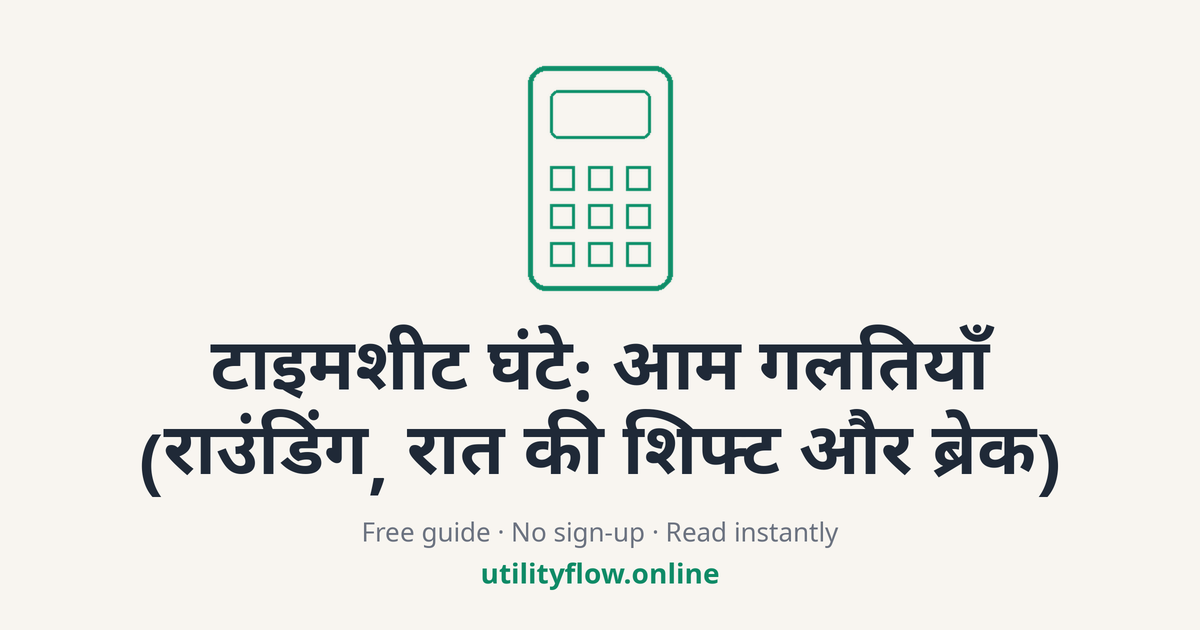 टाइमशीट घंटे: आम गलतियाँ
(राउंडिंग, रात की शिफ्ट और ब्रेक)
Free guide · No sign-up · Read instantly
utilityflow.online